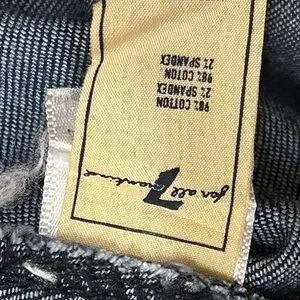 7
for all mankind
98% COTTON
2% SPANDEX
98% COTTON
2% SPANDEX